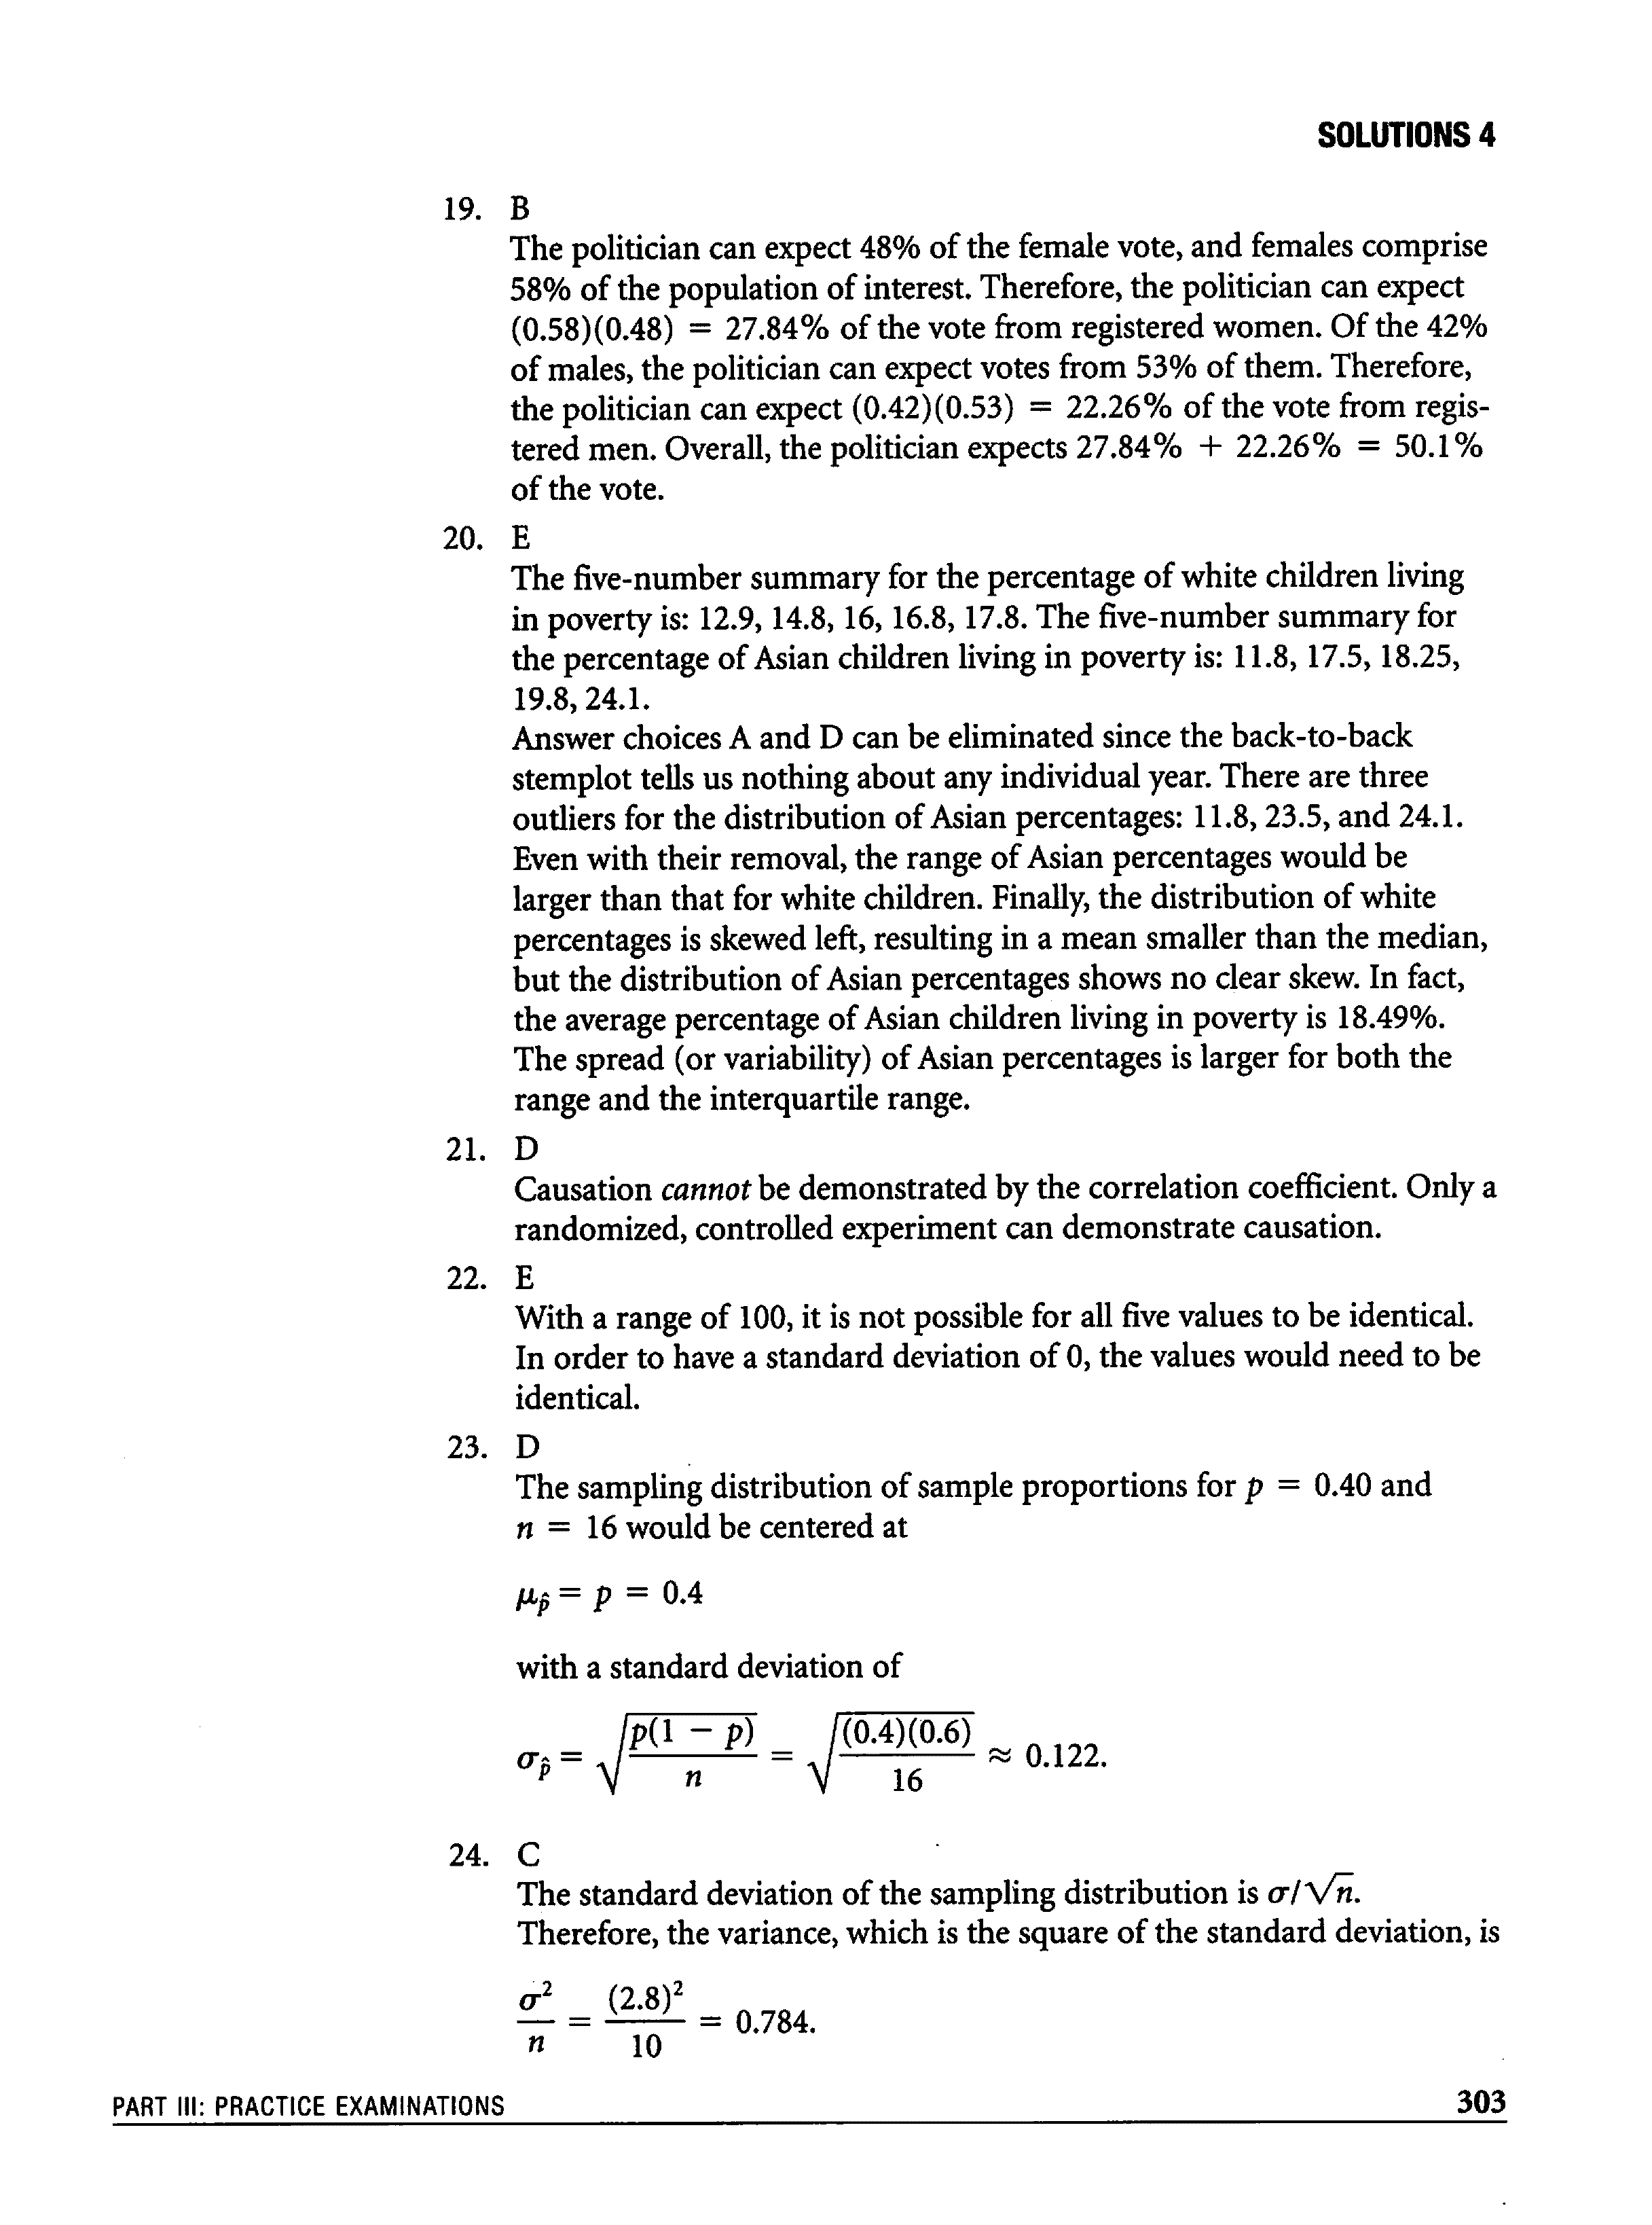 SOLUTIONS 4
19. B
The politician can expect 48% of the female vote, and females comprise
58% of the population of interest. Therefore, the politician can expect
(0.58)(0.48) = 27.84% of the vote from registered women. Of the 42%
of males, the politician can expect votes from 53% of them. Therefore,
the politician can expect (0.42)(0.53) = 22.26% of the vote from regis-
tered men. Overall, the politician expects 27.84% + 22.26% = 50.1%
of the vote.
20. E
The five-number summary for the percentage of white children living
in poverty is: 12.9, 14.8, 16, 16.8, 17.8. The five-number summary for
the percentage of Asian children living in poverty is: 11.8, 17.5, 18.25,
19.8, 24.1.
Answer choices A and D can be eliminated since the back-to-back
stemplot tells us nothing about any individual year. There are three
outliers for the distribution of Asian percentages: 11.8, 23.5, and 24.1.
Even with their removal, the range of Asian percentages would be
larger than that for white children. Finally, the distribution of white
percentages is skewed left, resulting in a mean smaller than the median,
but the distribution of Asian percentages shows no clear skew. In fact,
the average percentage of Asian children living in poverty is 18.49%.
The spread (or variability) of Asian percentages is larger for both the
range and the interquartile range.
21. D
Causation cannot be demonstrated by the correlation coefficient. Only a
randomized, controlled experiment can demonstrate causation.
22. E
With a range of 100, it is not possible for all five values to be identical.
In order to have a standard deviation of 0, the values would need to be
identical.
23. D
The sampling distribution of sample proportions for p = 0.40 and
n = 16 would be centered at
μp̂ = p = 0.4
with a standard deviation of
σp̂ = √(p(1 − p)/n) = √((0.4)(0.6)/16) ≈ 0.122.
24. C
The standard deviation of the sampling distribution is σ/√n.
Therefore, the variance, which is the square of the standard deviation, is
σ²/n = (2.8)²/10 = 0.784.
PART III: PRACTICE EXAMINATIONS 303